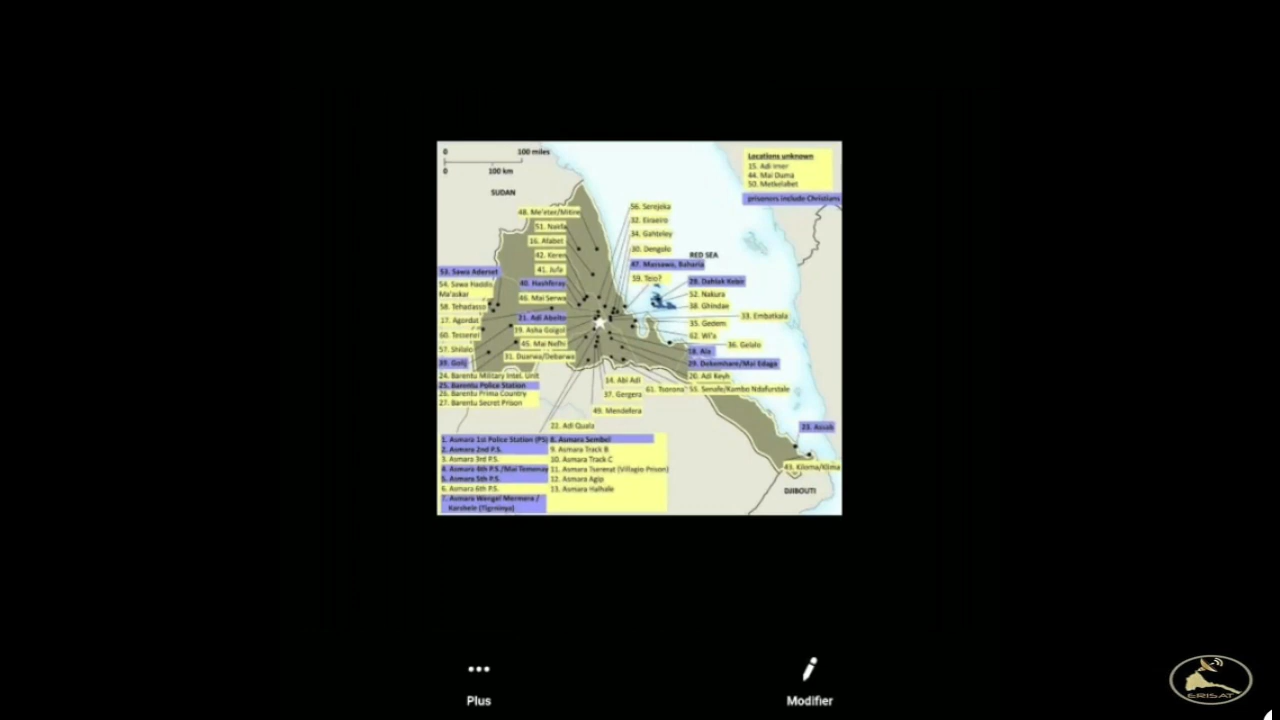 0 100 miles
0 100 km
SUDAN
Locations unknown
15. Adi Imer
44. Mai Duma
50. Metkelabet
prisoners include Christians
48. Me'eter/Mitire
51. Nakfa
16. Afabet
42. Keren
41. Jufa
40. Hashferay
46. Mai Serwa
21. Adi Abeito
19. Asha Golgol
45. Mai Nefhi
31. Duarwa/Debarwa
56. Serejeka
32. Eiraeiro
34. Gahteley
30. Dengolo
47. Massawa, Baharia
59. Teio?
RED SEA
28. Dahlak Kebir
52. Nakura
38. Ghindae
33. Embatkala
35. Gedem
62. Wi'a
36. Gelalo
18. Ala
29. Dekemhare/Mai Edaga
20. Adi Keyh
55. Senafe/Kambo Ndafurstale
61. Tsorona
53. Sawa Aderset
54. Sawa Haddis
Ma'askar
58. Tehadasso
17. Agordat
60. Tessenei
57. Shilalo
39. Golij
24. Barentu Military Intel. Unit
25. Barentu Police Station
26. Barentu Prima Country
27. Barentu Secret Prison
14. Abi Adi
37. Gergera
49. Mendefera
22. Adi Quala
1. Asmara 1st Police Station (PS)
2. Asmara 2nd P.S.
3. Asmara 3rd P.S.
4. Asmara 4th P.S./Mai Temenay
5. Asmara 5th P.S.
6. Asmara 6th P.S.
7. Asmara Wengel Mermera /
Karshele (Tigrninya)
8. Asmara Sembel
9. Asmara Track B
10. Asmara Track C
11. Asmara Tserenat (Villagio Prison)
12. Asmara Agip
13. Asmara Halhale
23. Assab
43. Kiloma/Klima
DJIBOUTI
Plus
Modifier
ERISAT